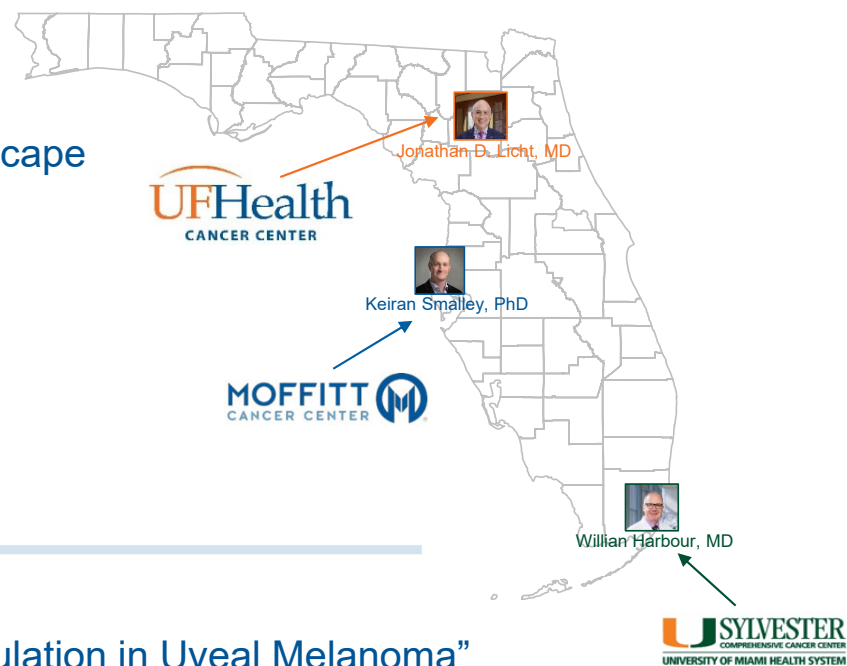 cape
Jonathan D. Licht, MD
UFHealth
CANCER CENTER
Keiran Smalley, PhD
MOFFITT
CANCER CENTER
Willian Harbour, MD
SYLVESTER
COMPREHENSIVE CANCER CENTER
UNIVERSITY OF MIAMI HEALTH SYSTEM
ulation in Uveal Melanoma”